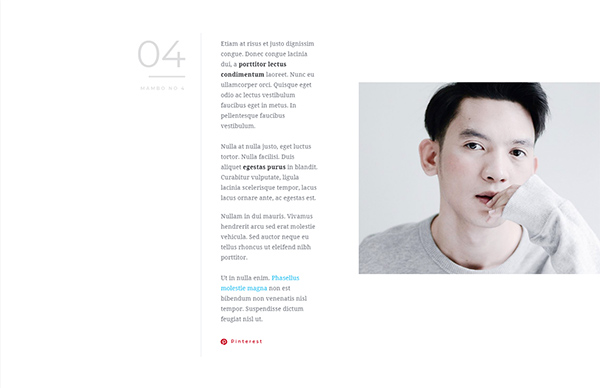 04
MAMBO NO 4
Etiam at risus et justo dignissim
congue. Donec congue lacinia
dui, a porttitor lectus
condimentum laoreet. Nunc eu
ullamcorper orci. Quisque eget
odio ac lectus vestibulum
faucibus eget in metus. In
pellentesque faucibus
vestibulum.
Nulla at nulla justo, eget luctus
tortor. Nulla facilisi. Duis
aliquet egestas purus in blandit.
Curabitur vulputate, ligula
lacinia scelerisque tempor, lacus
lacus ornare ante, ac egestas est.
Nullam in dui mauris. Vivamus
hendrerit arcu sed erat molestie
vehicula. Sed auctor neque eu
tellus rhoncus ut eleifend nibh
porttitor.
Ut in nulla enim. Phasellus
molestie magna non est
bibendum non venenatis nisl
tempor. Suspendisse dictum
feugiat nisl ut.
Pinterest